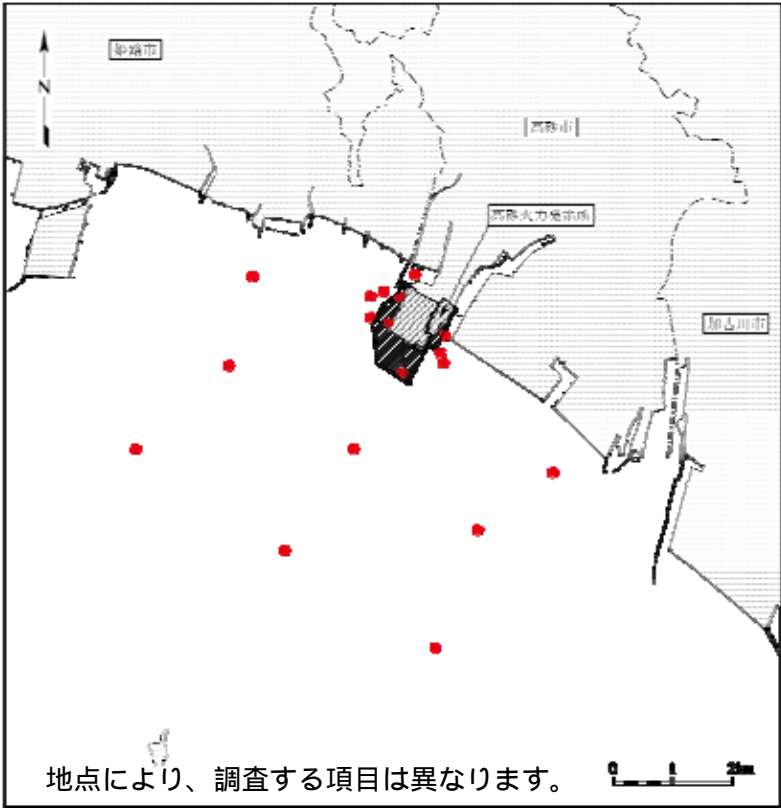 姫路市
N
高砂市
高砂火力発電所
加古川市
地点により、調査する項目は異なります。
0 1 2km